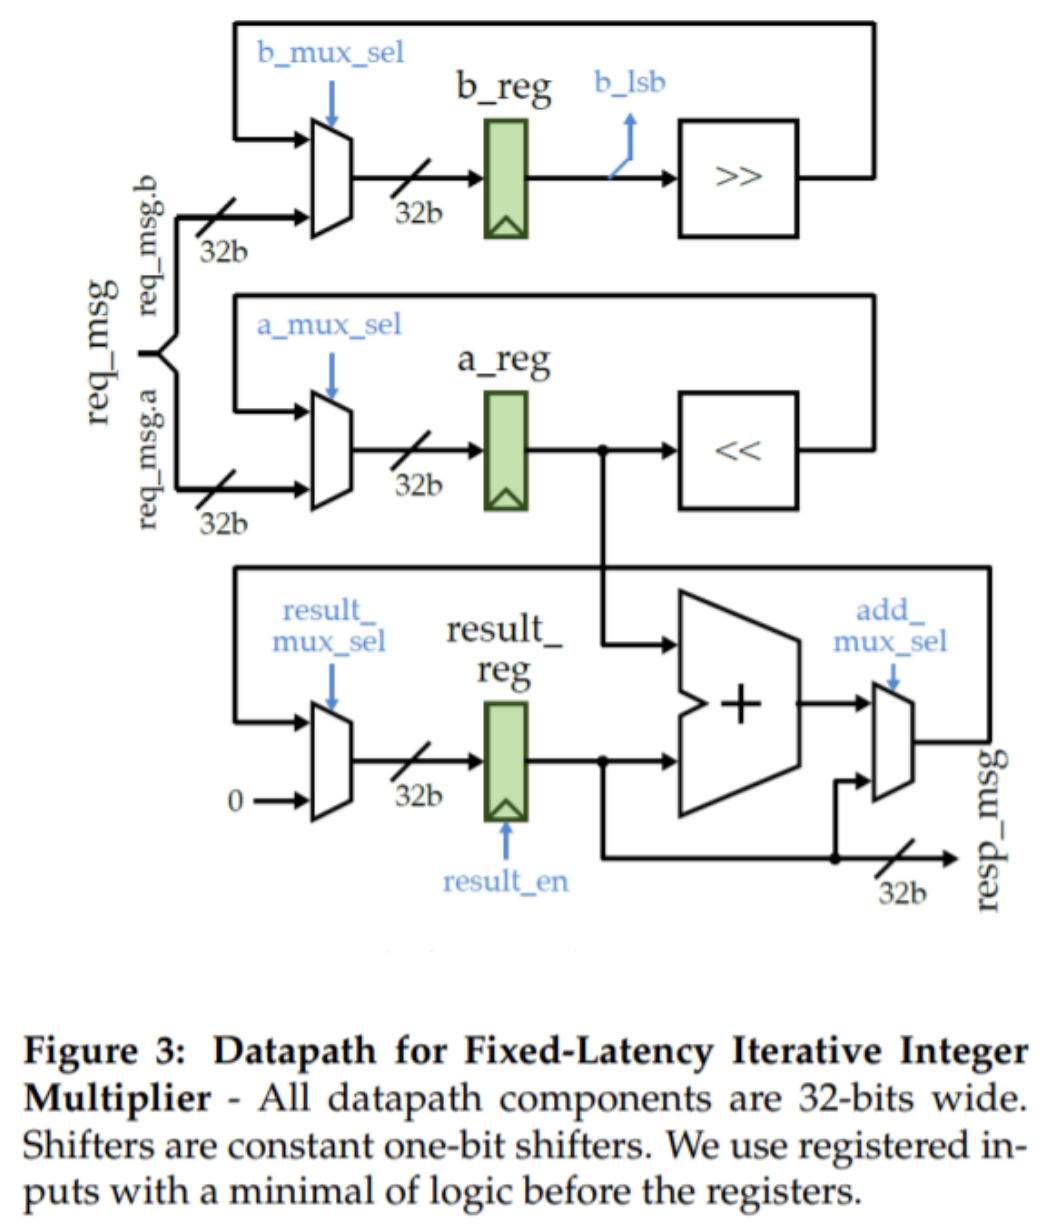 b_mux_sel
b_reg
b_lsb
>>
32b
req_msg.b
32b
req_msg
a_mux_sel
a_reg
<<
32b
req_msg.a
32b
result_
mux_sel
result_
reg
add_
mux_sel
+
32b
0
result_en
32b
resp_msg
Figure 3: Datapath for Fixed-Latency Iterative Integer
Multiplier - All datapath components are 32-bits wide.
Shifters are constant one-bit shifters. We use registered in-
puts with a minimal of logic before the registers.